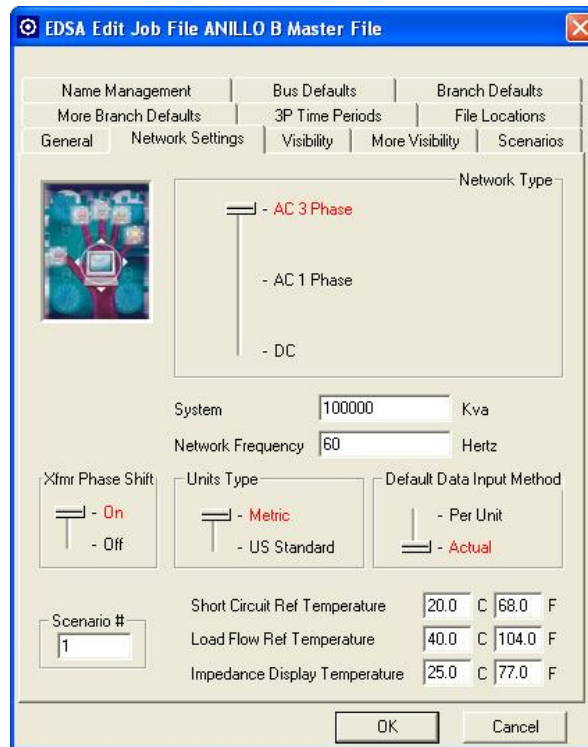 EDSA Edit Job File ANILLO B Master File
Name Management Bus Defaults Branch Defaults
More Branch Defaults 3P Time Periods File Locations
General Network Settings Visibility More Visibility Scenarios
Network Type
- AC 3 Phase
- AC 1 Phase
- DC
System 100000 Kva
Network Frequency 60 Hertz
Xfmr Phase Shift
- On
- Off
Units Type
- Metric
- US Standard
Default Data Input Method
- Per Unit
- Actual
Scenario #
1
Short Circuit Ref Temperature 20.0 C 68.0 F
Load Flow Ref Temperature 40.0 C 104.0 F
Impedance Display Temperature 25.0 C 77.0 F
OK Cancel